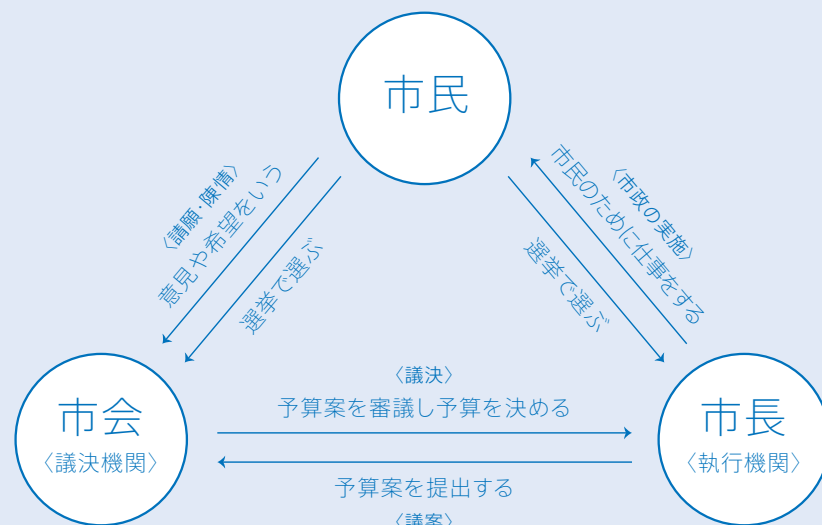 市民
〈請願・陳情〉
意見や希望をいう
選挙で選ぶ
〈市政の実施〉
市民のために仕事をする
選挙で選ぶ
市会
〈議決機関〉
〈議決〉
予算案を審議し予算を決める
予算案を提出する
〈議案〉
市長
〈執行機関〉